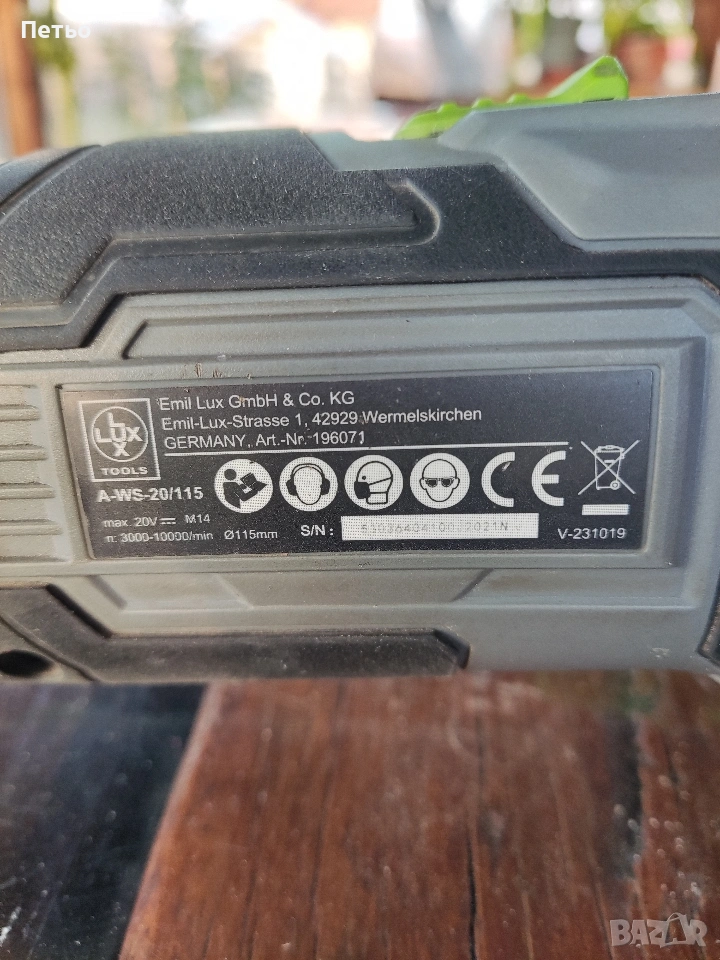 Петьо
Emil Lux GmbH & Co. KG
Emil-Lux-Strasse 1, 42929 Wermelskirchen
GERMANY, Art.-Nr. 196071
LUX
TOOLS
A-WS-20/115
max. 20V M14
n: 3000-10000/min Ø115mm
S/N:
CE
V-231019
BAZAR